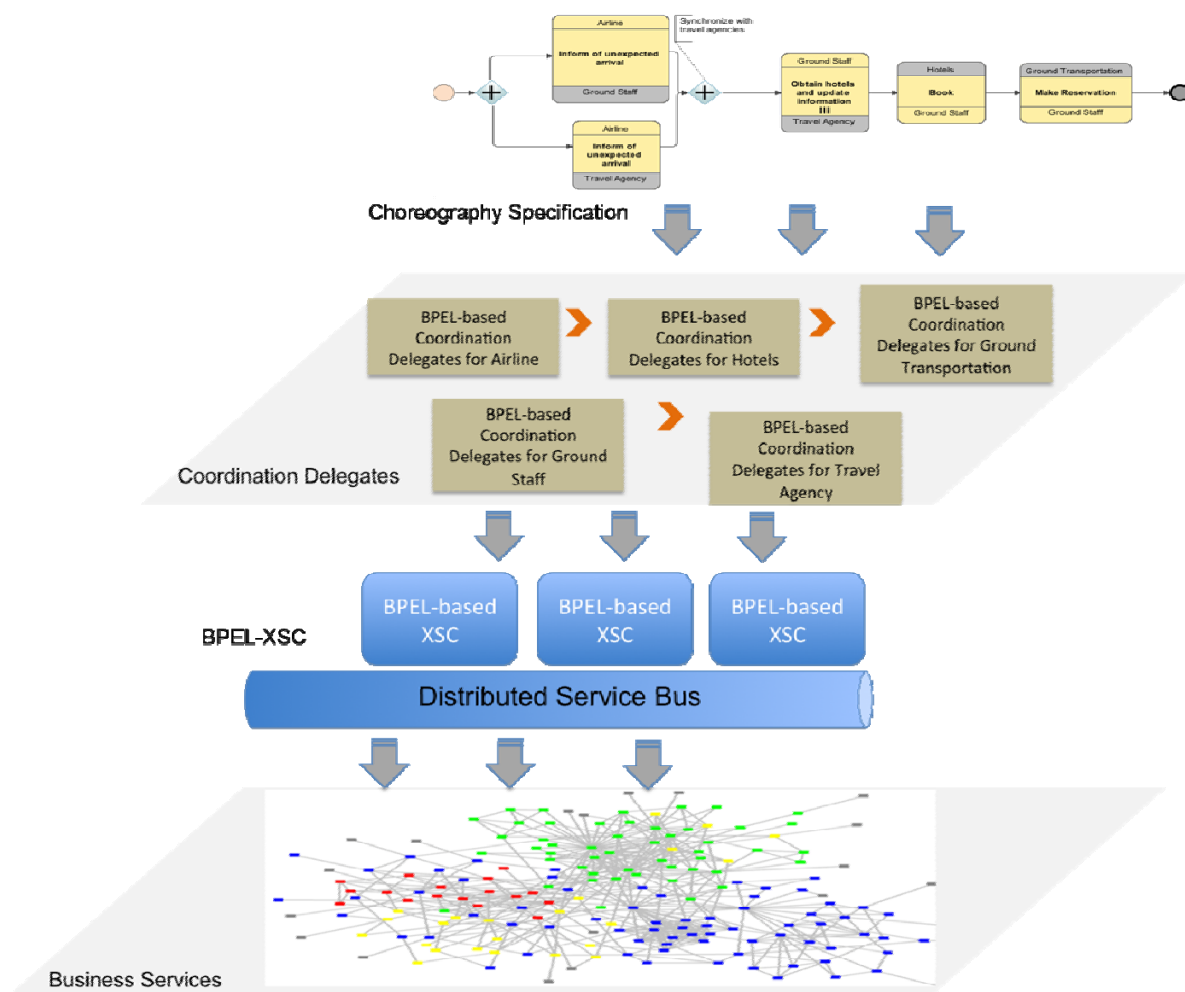 Airline
Inform of unexpected
arrival
Ground Staff
Synchronize with
travel agencies
Airline
Inform of
unexpected
arrival
Travel Agency
Ground Staff
Obtain hotels
and update
information
Travel Agency
Hotels
Book
Ground Staff
Ground Transportation
Make Reservation
Ground Staff
Choreography Specification
BPEL-based
Coordination
Delegates for Airline
BPEL-based
Coordination
Delegates for Hotels
BPEL-based
Coordination
Delegates for Ground
Transportation
BPEL-based
Coordination
Delegates for Ground
Staff
BPEL-based
Coordination
Delegates for Travel
Agency
Coordination Delegates
BPEL-based
XSC
BPEL-based
XSC
BPEL-based
XSC
BPEL-XSC
Distributed Service Bus
Business Services